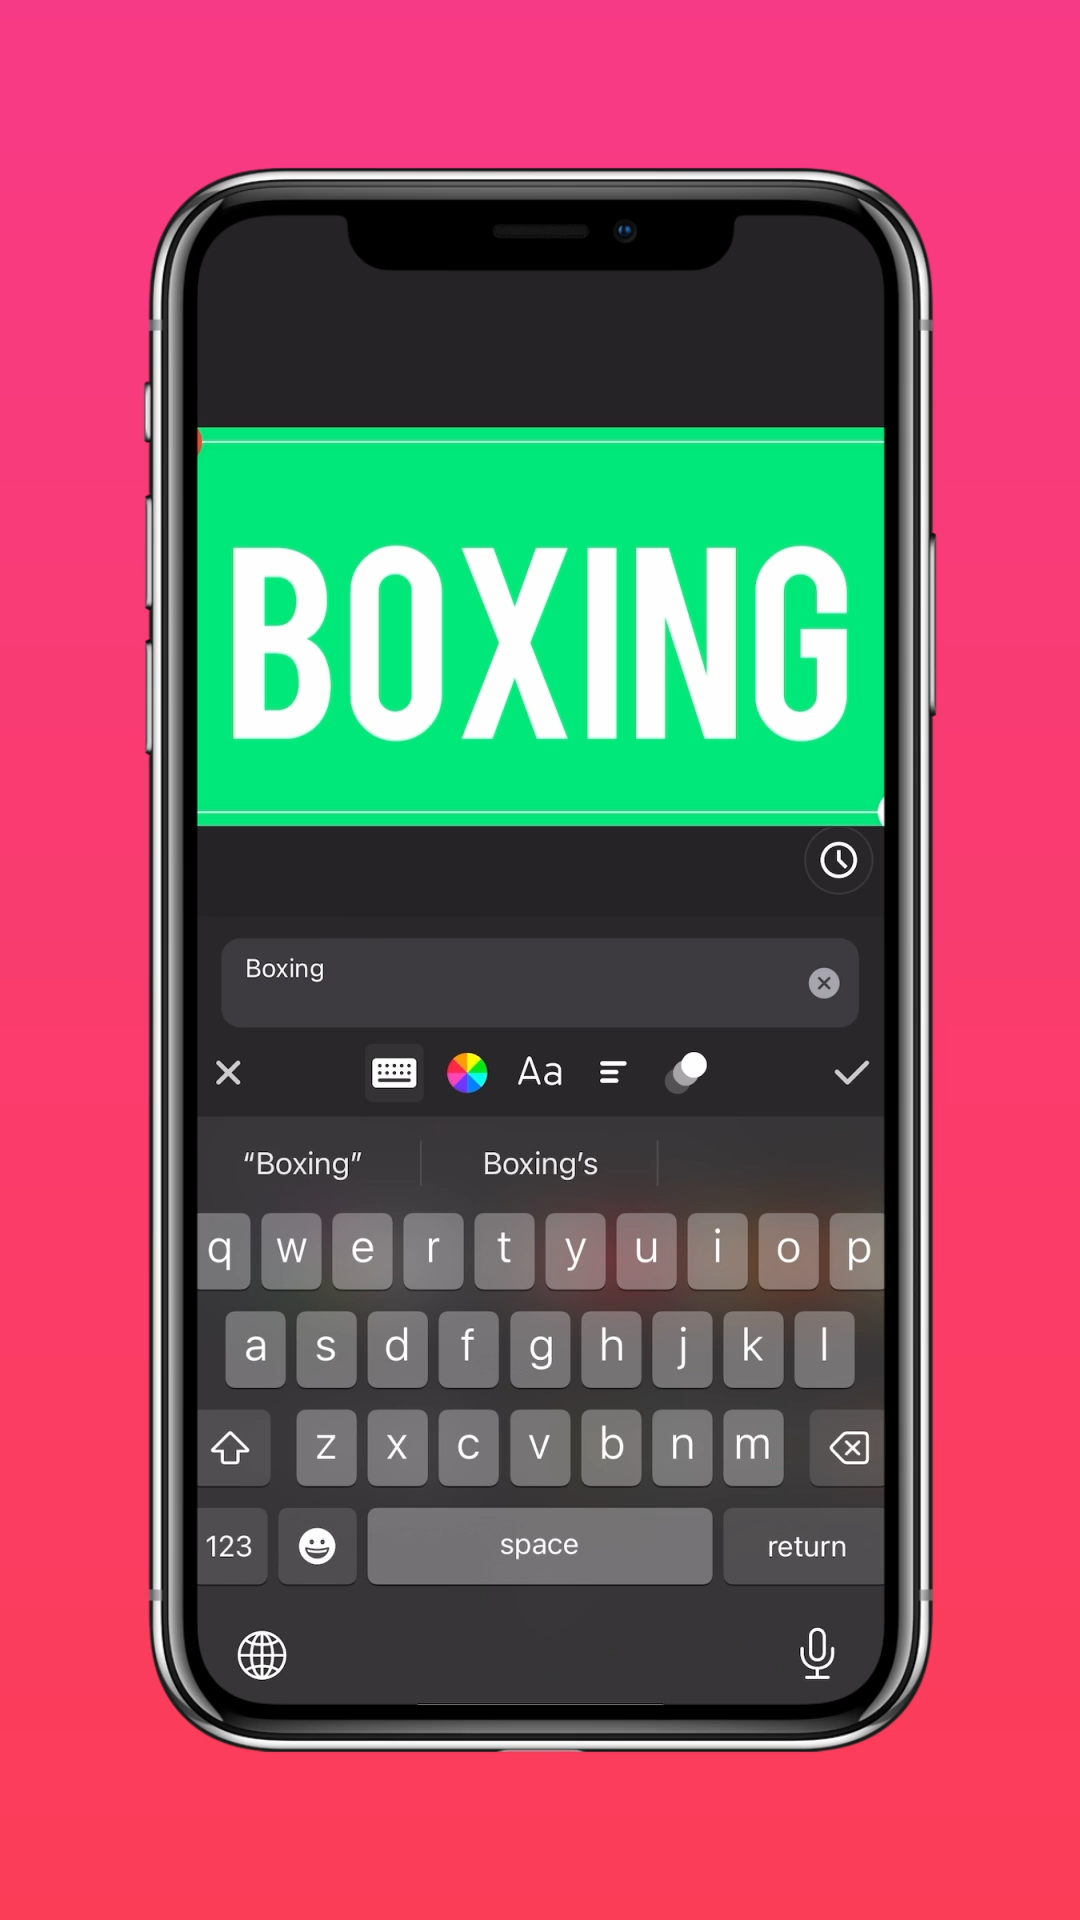 BOXING
Boxing
Aa
“Boxing” Boxing’s
q w e r t y u i o p
a s d f g h j k l
z x c v b n m
123 space return